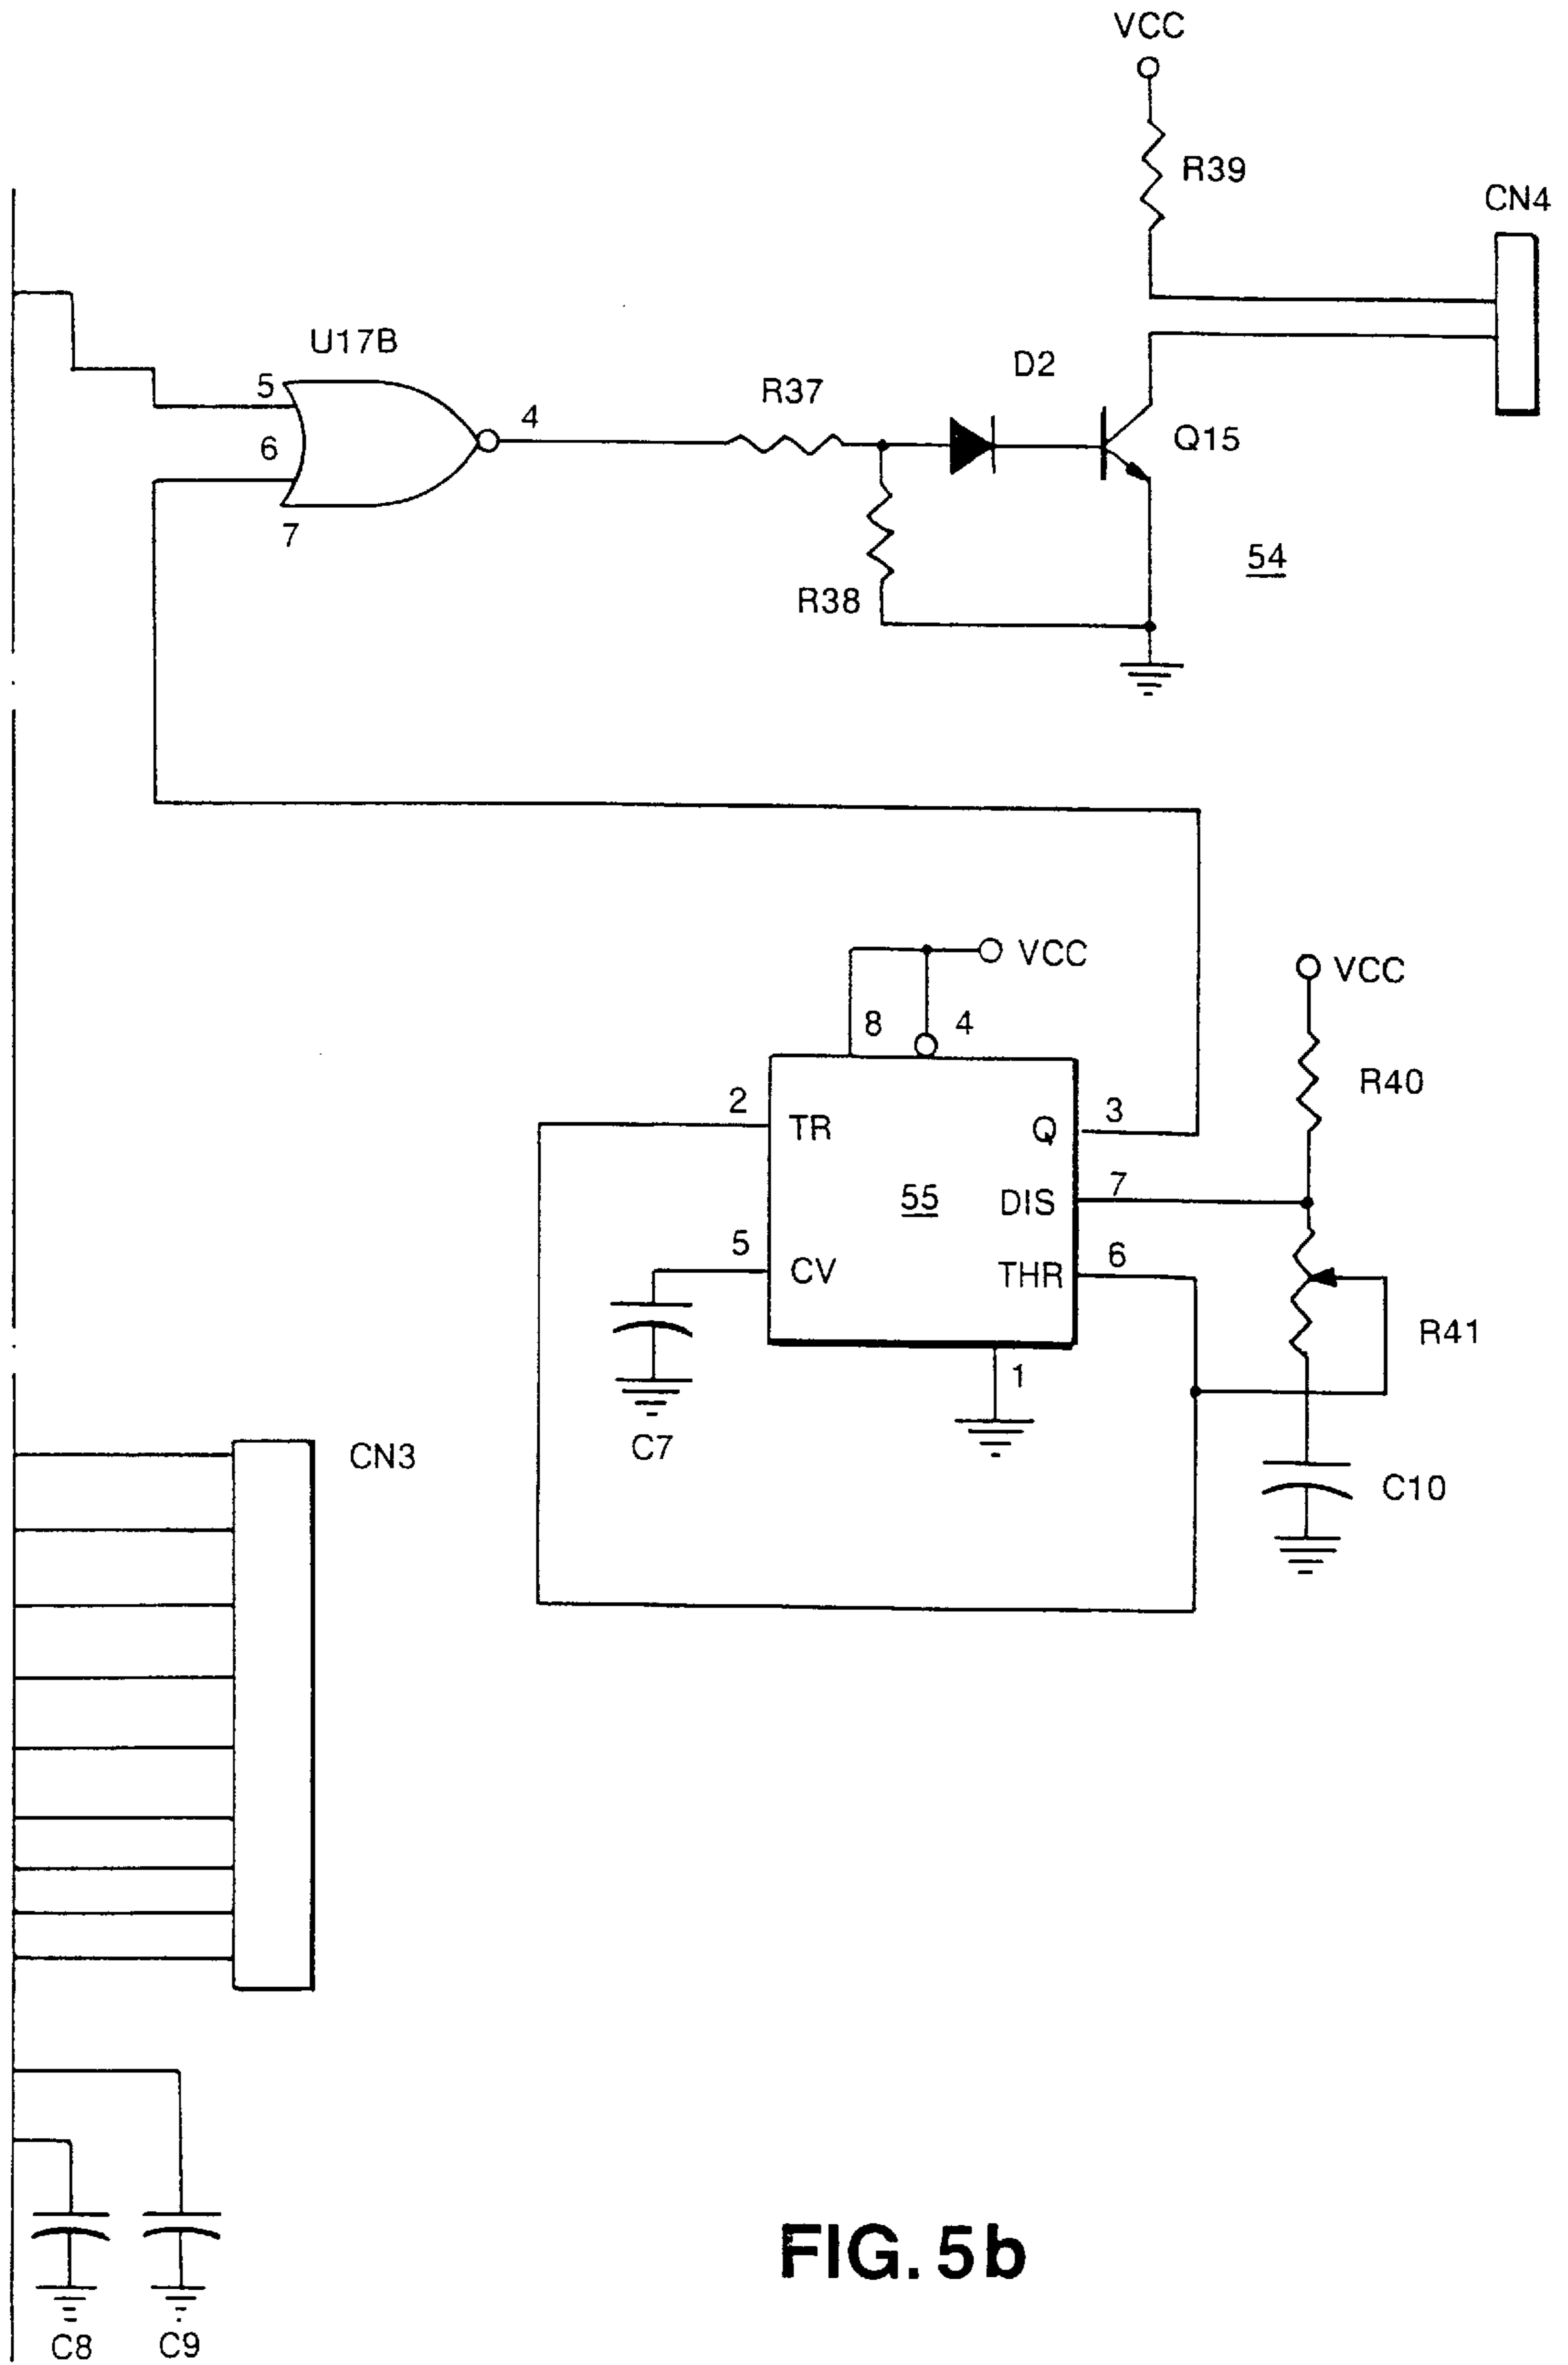 VCC
R39
CN4
U17B
D2
5
4
R37
6
Q15
7
54
R38
VCC
VCC
8
4
R40
2
3
TR
Q
7
55
DIS
5
6
CV
THR
R41
1
C7
CN3
C10
FIG. 5b
C8
C9